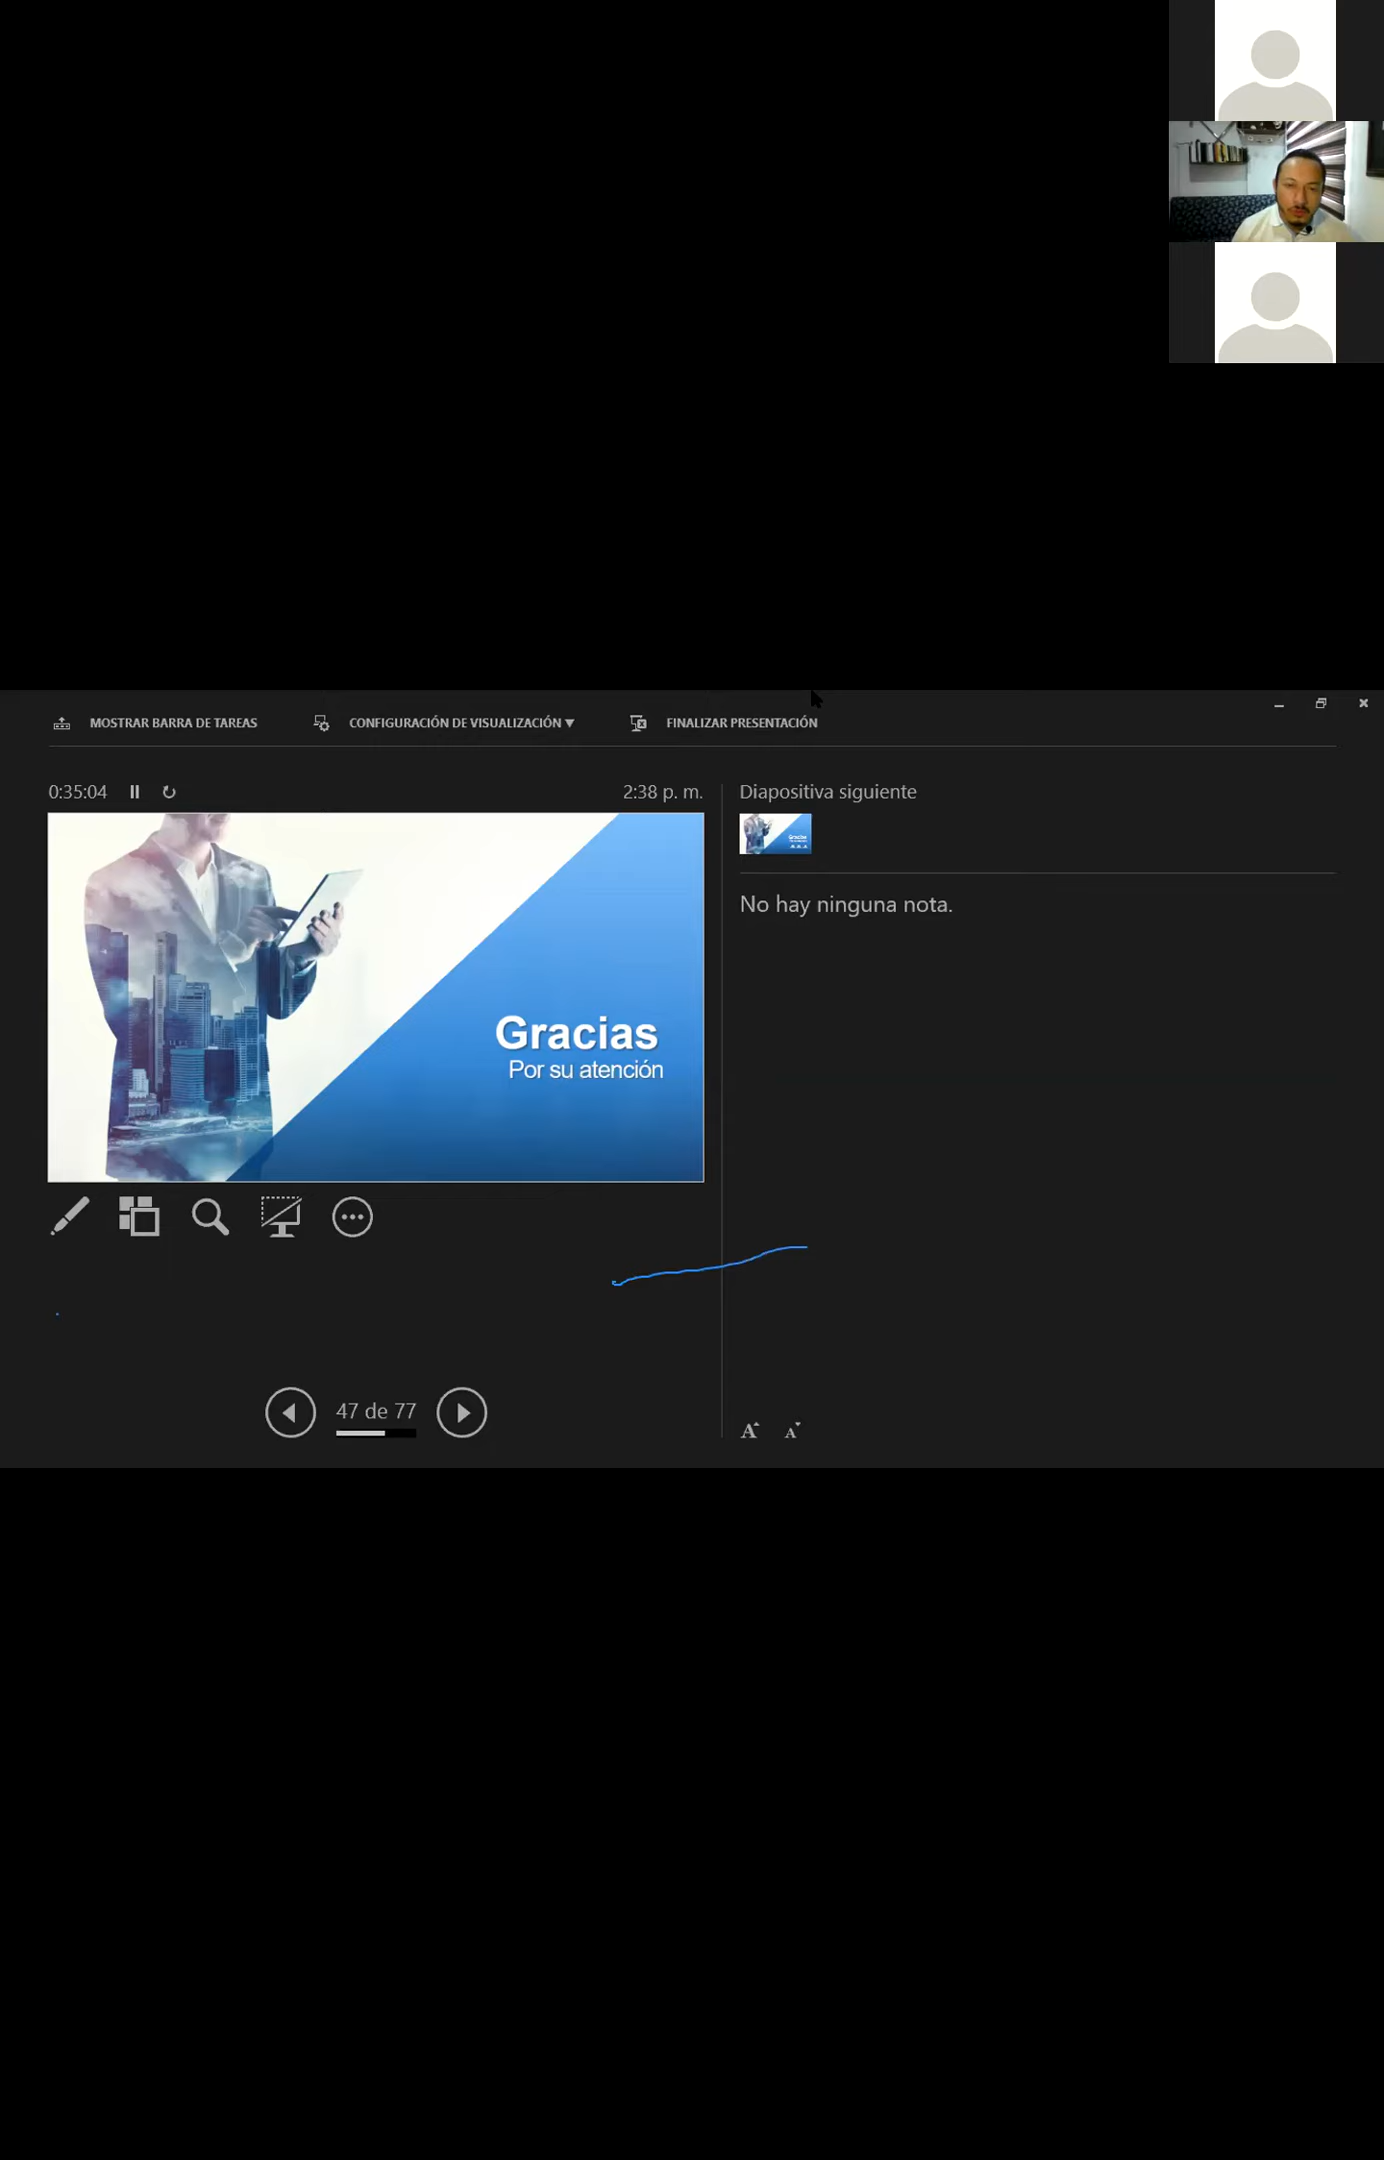 MOSTRAR BARRA DE TAREAS
CONFIGURACIÓN DE VISUALIZACIÓN ▼
FINALIZAR PRESENTACIÓN
0:35:04
2:38 p. m.
Gracias
Por su atención
Diapositiva siguiente
Gracias
No hay ninguna nota.
47 de 77
A A